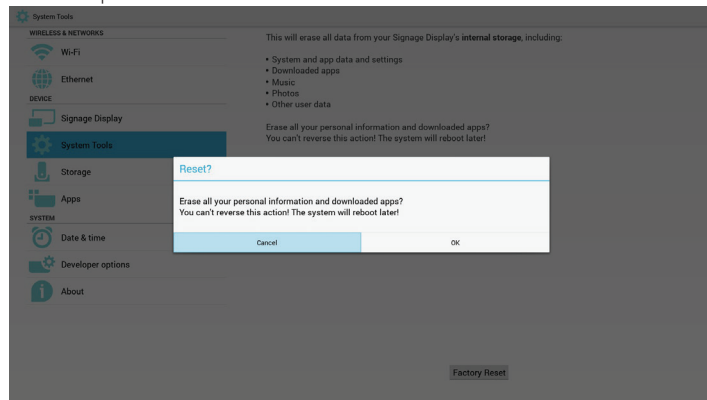 System Tools
WIRELESS & NETWORKS
Wi-Fi
Ethernet
DEVICE
Signage Display
System Tools
Storage
Apps
SYSTEM
Date & time
Developer options
About
This will erase all data from your Signage Display's internal storage, including:
• System and app data and settings
• Downloaded apps
• Music
• Photos
• Other user data
Erase all your personal information and downloaded apps?
You can't reverse this action! The system will reboot later!
Reset?
Erase all your personal information and downloaded apps?
You can't reverse this action! The system will reboot later!
Cancel
OK
Factory Reset